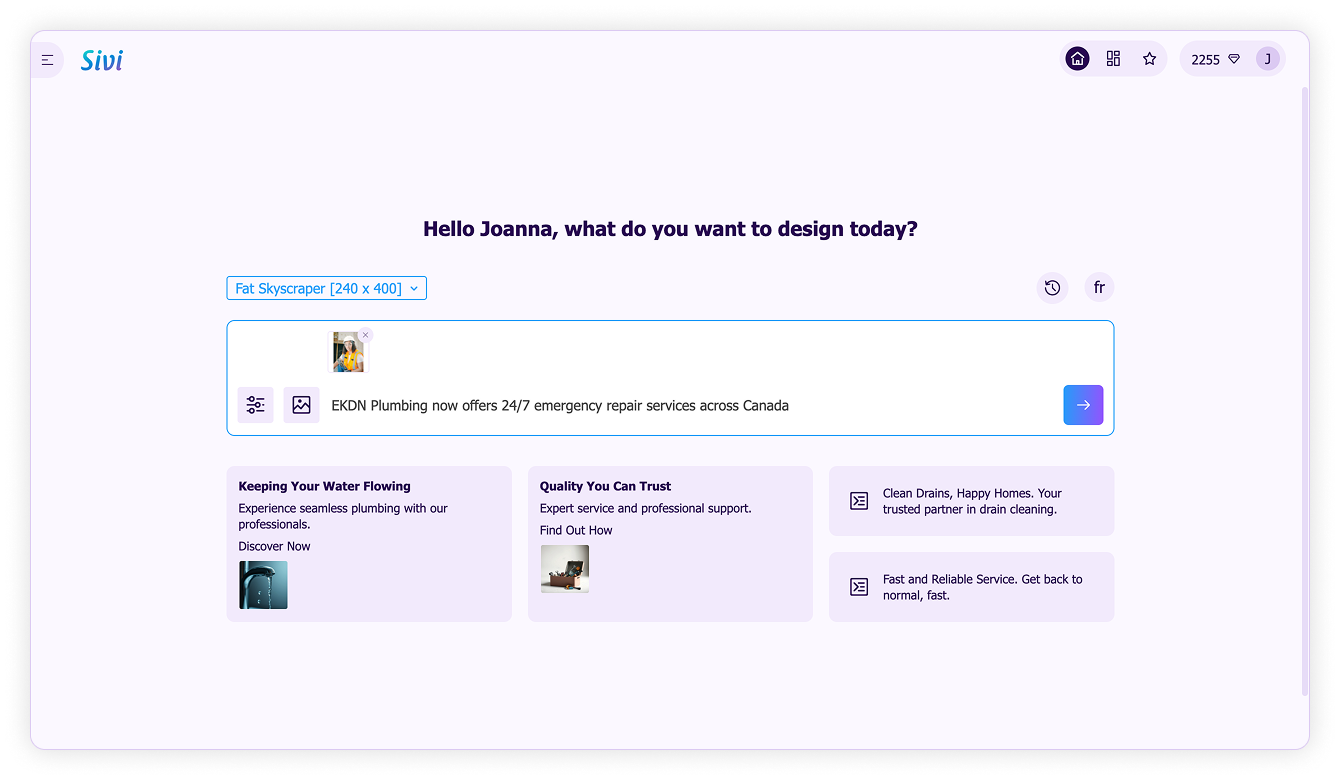 Sivi
2255
J
Hello Joanna, what do you want to design today?
Fat Skyscraper [240 x 400]
fr
EKDN Plumbing now offers 24/7 emergency repair services across Canada
Keeping Your Water Flowing
Experience seamless plumbing with our
professionals.
Discover Now
Quality You Can Trust
Expert service and professional support.
Find Out How
Clean Drains, Happy Homes. Your
trusted partner in drain cleaning.
Fast and Reliable Service. Get back to
normal, fast.